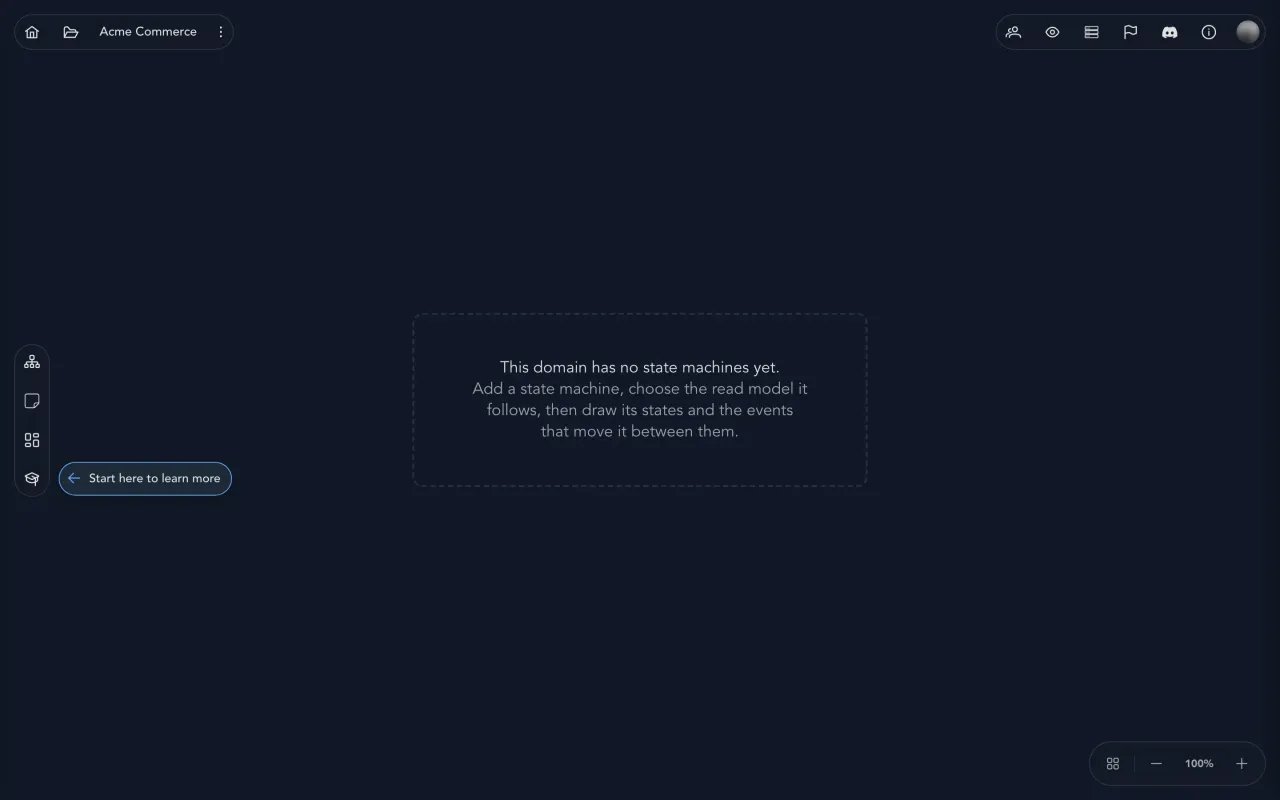 Acme Commerce
This domain has no state machines yet.
Add a state machine, choose the read model it
follows, then draw its states and the events
that move it between them.
Start here to learn more
100%